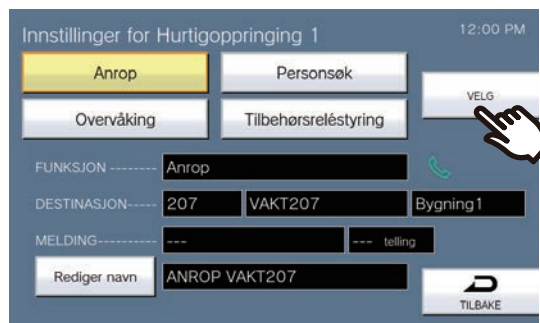 Innstillinger for Hurtigoppringing 1 12:00 PM
Anrop Personsøk
VELG
Overvåking Tilbehørsreléstyring
FUNKSJON -------- Anrop
DESTINASJON----- 207 VAKT207 Bygning1
MELDING---------- --- --- telling
Rediger navn ANROP VAKT207
TILBAKE